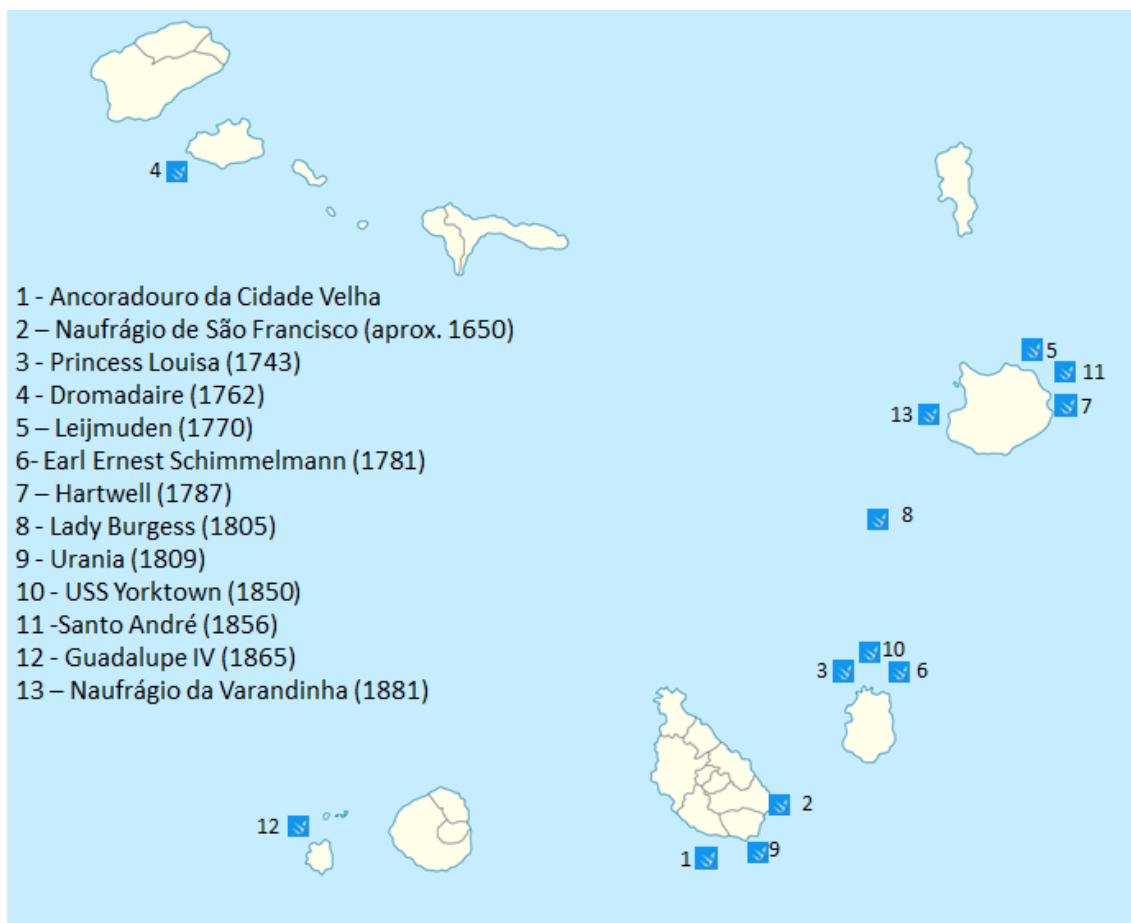 4
1 - Ancoradouro da Cidade Velha
2 – Naufrágio de São Francisco (aprox. 1650)
3 - Princess Louisa (1743)
4 - Dromadaire (1762)
5 – Leijmuden (1770)
6- Earl Ernest Schimmelmann (1781)
7 – Hartwell (1787)
8 - Lady Burgess (1805)
9 - Urania (1809)
10 - USS Yorktown (1850)
11 -Santo André (1856)
12 - Guadalupe IV (1865)
13 – Naufrágio da Varandinha (1881)
5
11
7
13
8
10
3
6
2
12
9
1